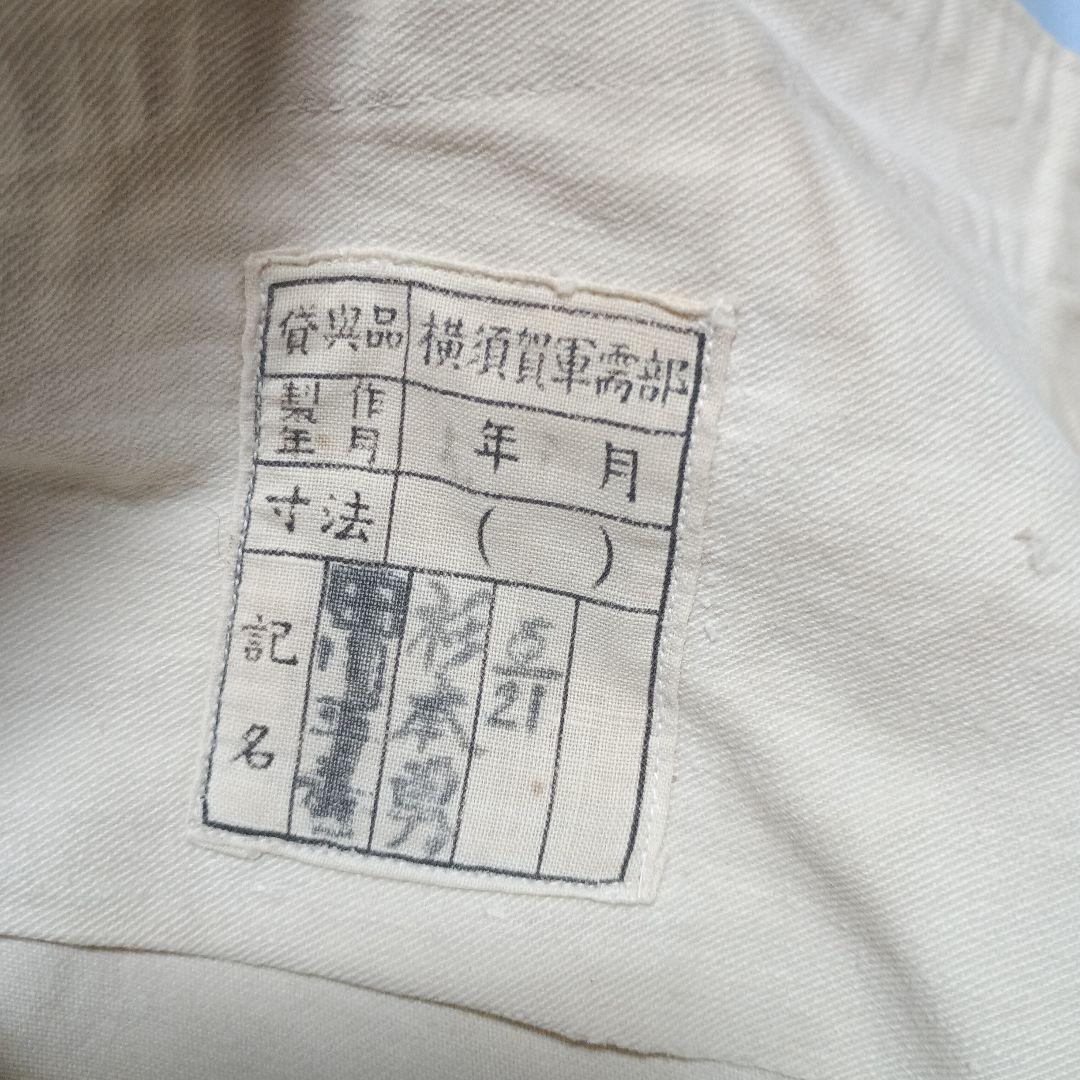 貸與品 横須賀軍需部
製作年月 年 月
寸法 ( )
記名
杉本勇
5/21